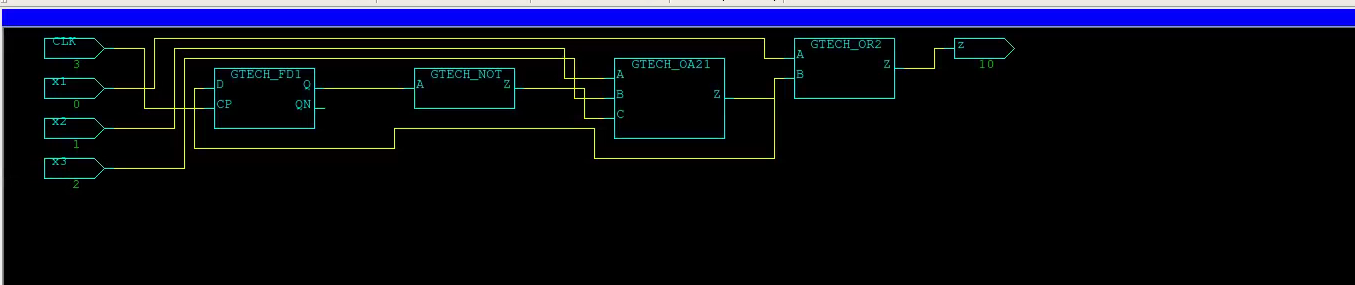 CLK
3
x1
0
x2
1
x3
2
GTECH_FD1
D
Q
CP
QN
GTECH_NOT
A
Z
GTECH_OA21
A
B
Z
C
GTECH_OR2
A
Z
B
z
10